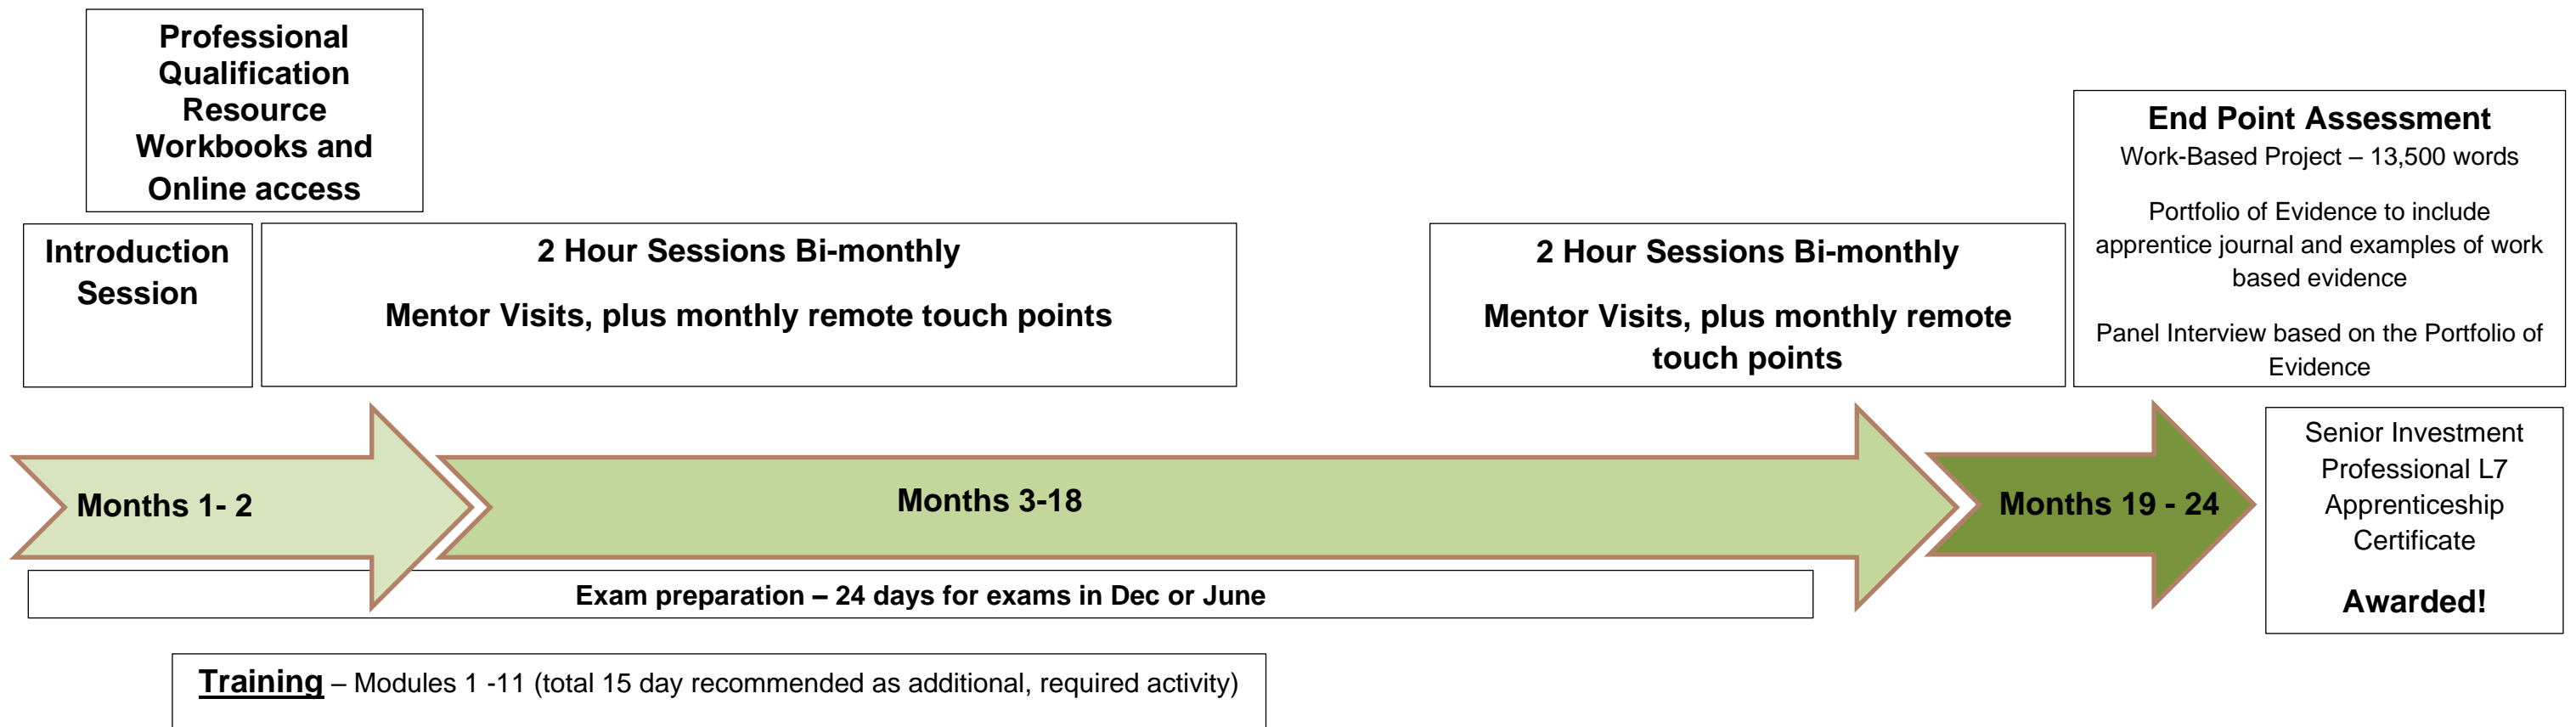 Professional
Qualification
Resource
Workbooks and
Online access
Introduction
Session
2 Hour Sessions Bi-monthly
Mentor Visits, plus monthly remote touch points
2 Hour Sessions Bi-monthly
Mentor Visits, plus monthly remote
touch points
End Point Assessment
Work-Based Project – 13,500 words
Portfolio of Evidence to include
apprentice journal and examples of work
based evidence
Panel Interview based on the Portfolio of
Evidence
Months 1- 2
Months 3-18
Months 19 - 24
Senior Investment
Professional L7
Apprenticeship
Certificate
Awarded!
Exam preparation – 24 days for exams in Dec or June
Training – Modules 1 -11 (total 15 day recommended as additional, required activity)